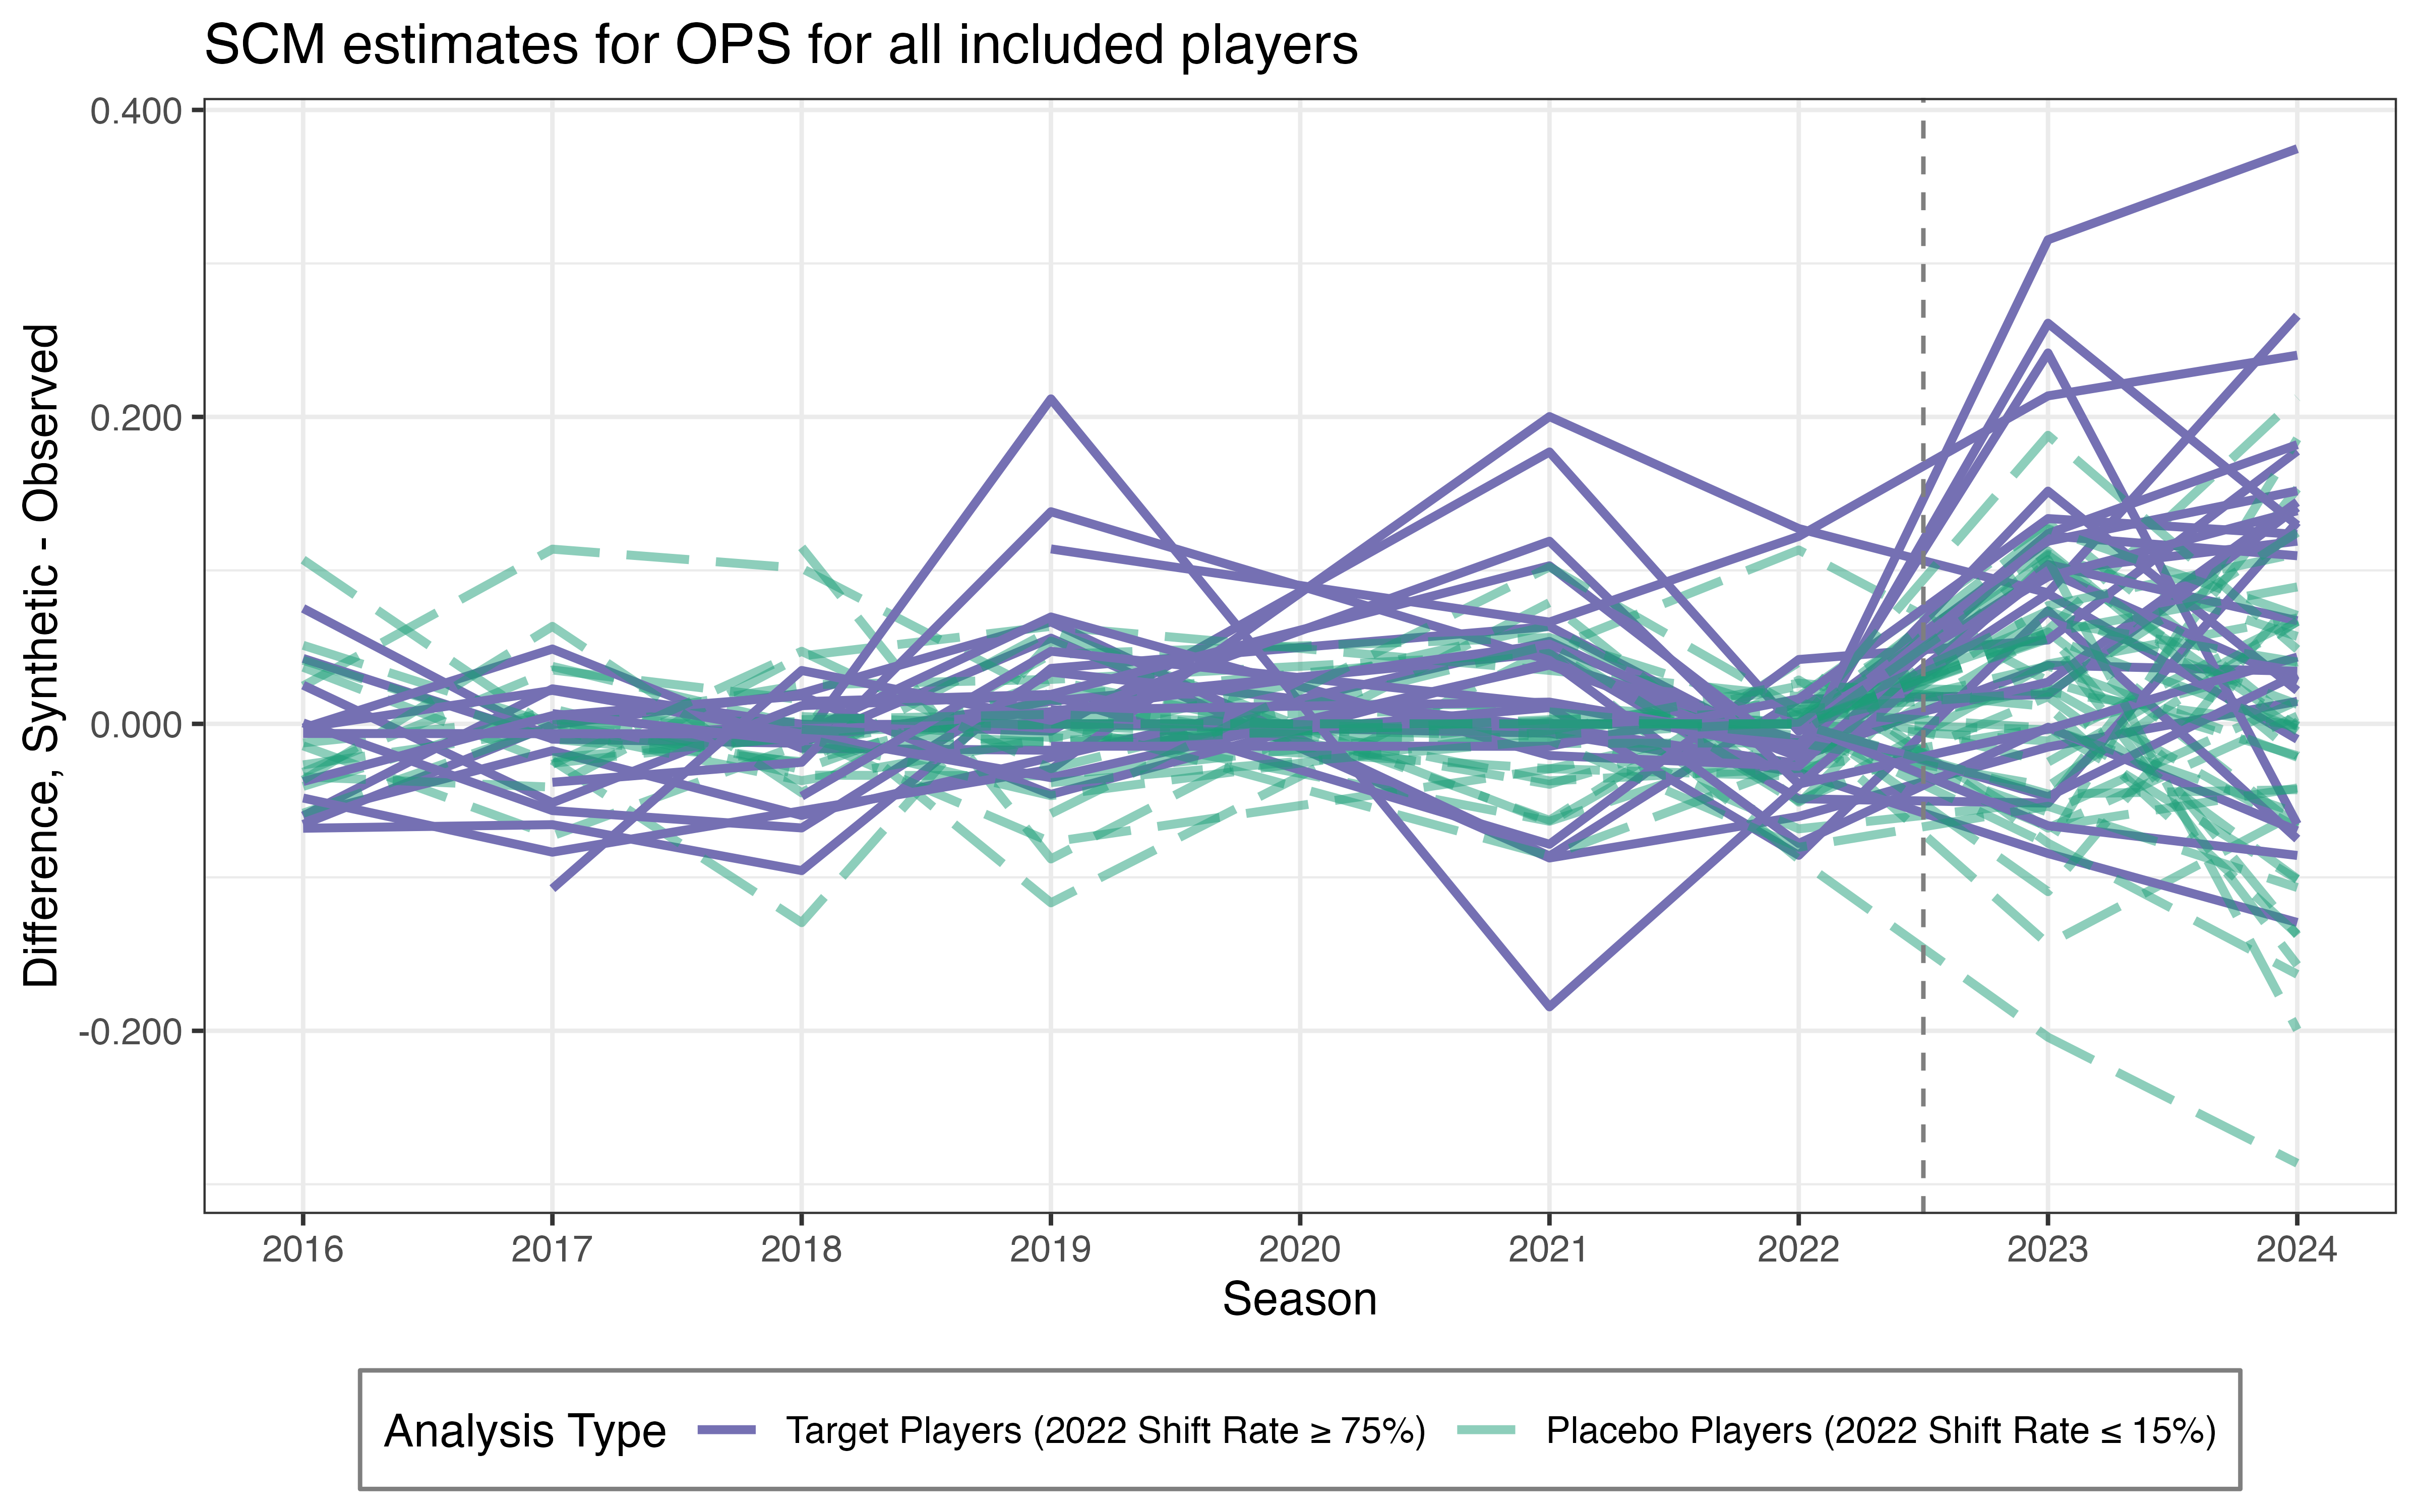 SCM estimates for OPS for all included players
Difference, Synthetic - Observed
0.400
0.200
0.000
-0.200
2016 2017 2018 2019 2020 2021 2022 2023 2024
Season
Analysis Type Target Players (2022 Shift Rate ≥ 75%) Placebo Players (2022 Shift Rate ≤ 15%)